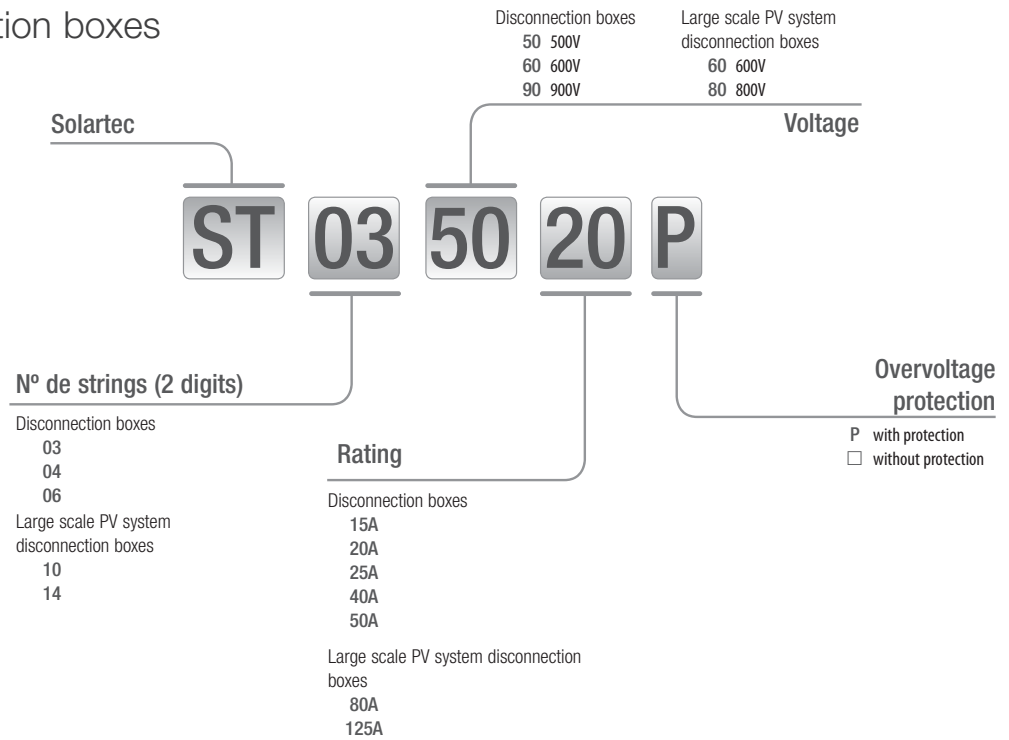 tion boxes
Disconnection boxes
50 500V
60 600V
90 900V
Large scale PV system
disconnection boxes
60 600V
80 800V
Voltage
Solartec
ST 03 50 20 P
Nº de strings (2 digits)
Disconnection boxes
03
04
06
Large scale PV system
disconnection boxes
10
14
Rating
Disconnection boxes
15A
20A
25A
40A
50A
Large scale PV system disconnection
boxes
80A
125A
Overvoltage
protection
P with protection
□ without protection